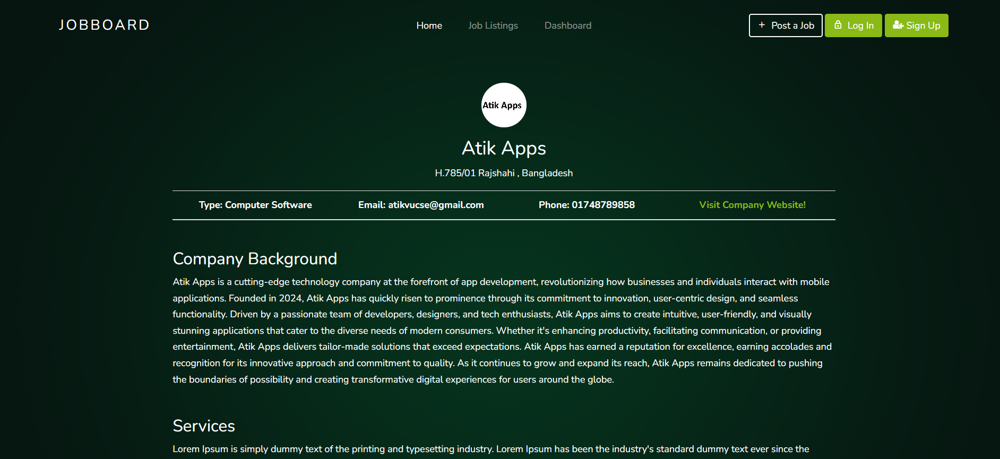 JOBBOARD
Home
Job Listings
Dashboard
+ Post a Job
Log In
Sign Up
Atik Apps
Atik Apps
H.785/01 Rajshahi , Bangladesh
Type: Computer Software
Email: atikvucse@gmail.com
Phone: 01748789858
Visit Company Website!
Company Background
Atik Apps is a cutting-edge technology company at the forefront of app development, revolutionizing how businesses and individuals interact with mobile
applications. Founded in 2024, Atik Apps has quickly risen to prominence through its commitment to innovation, user-centric design, and seamless
functionality. Driven by a passionate team of developers, designers, and tech enthusiasts, Atik Apps aims to create intuitive, user-friendly, and visually
stunning applications that cater to the diverse needs of modern consumers. Whether it's enhancing productivity, facilitating communication, or providing
entertainment, Atik Apps delivers tailor-made solutions that exceed expectations. Atik Apps has earned a reputation for excellence, earning accolades and
recognition for its innovative approach and commitment to quality. As it continues to grow and expand its reach, Atik Apps remains dedicated to pushing
the boundaries of possibility and creating transformative digital experiences for users around the globe.
Services
Lorem Ipsum is simply dummy text of the printing and typesetting industry. Lorem Ipsum has been the industry's standard dummy text ever since the